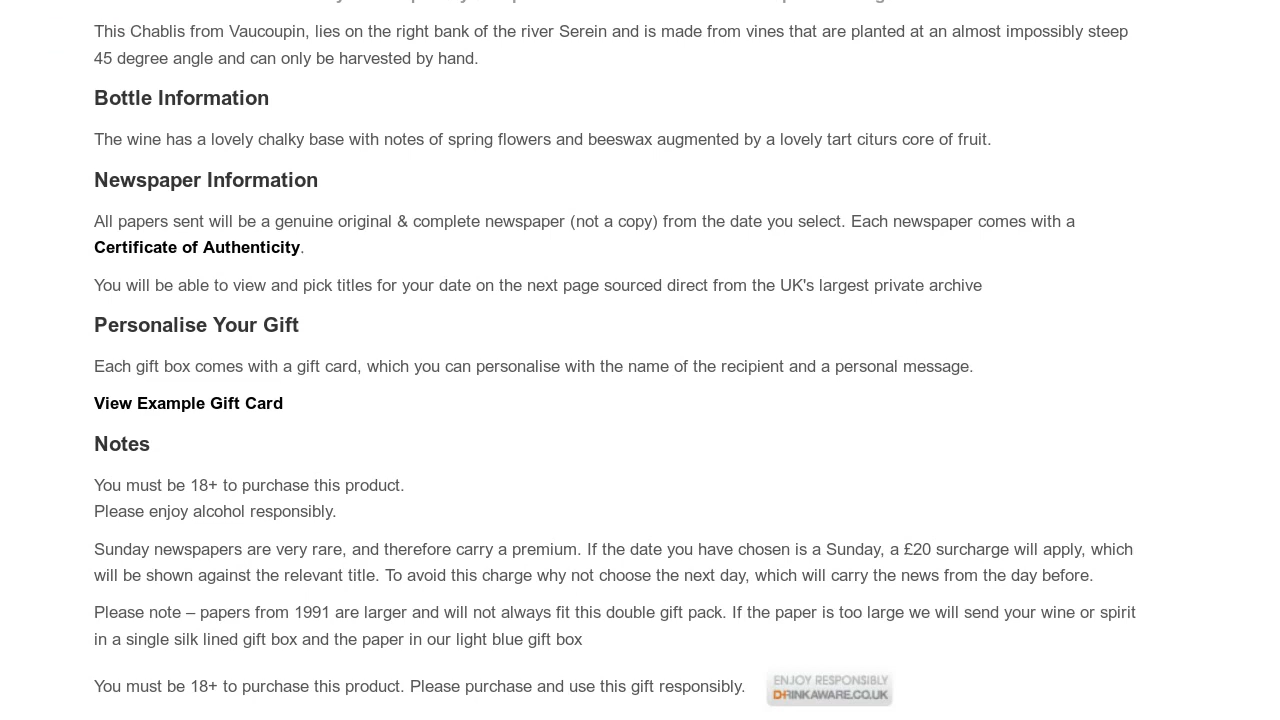 This Chablis from Vaucoupin, lies on the right bank of the river Serein and is made from vines that are planted at an almost impossibly steep
45 degree angle and can only be harvested by hand.
Bottle Information
The wine has a lovely chalky base with notes of spring flowers and beeswax augmented by a lovely tart citurs core of fruit.
Newspaper Information
All papers sent will be a genuine original & complete newspaper (not a copy) from the date you select. Each newspaper comes with a
Certificate of Authenticity.
You will be able to view and pick titles for your date on the next page sourced direct from the UK's largest private archive
Personalise Your Gift
Each gift box comes with a gift card, which you can personalise with the name of the recipient and a personal message.
View Example Gift Card
Notes
You must be 18+ to purchase this product.
Please enjoy alcohol responsibly.
Sunday newspapers are very rare, and therefore carry a premium. If the date you have chosen is a Sunday, a £20 surcharge will apply, which
will be shown against the relevant title. To avoid this charge why not choose the next day, which will carry the news from the day before.
Please note – papers from 1991 are larger and will not always fit this double gift pack. If the paper is too large we will send your wine or spirit
in a single silk lined gift box and the paper in our light blue gift box
You must be 18+ to purchase this product. Please purchase and use this gift responsibly.
ENJOY RESPONSIBLY
DRINKAWARE.CO.UK